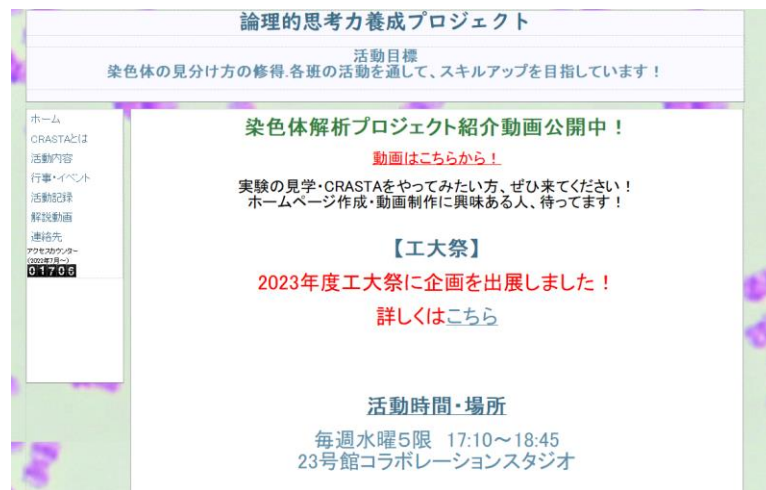 論理的思考力養成プロジェクト
活動目標
染色体の見分け方の修得.各班の活動を通して、スキルアップを目指しています！
ホーム
CRASTAとは
活動内容
行事・イベント
活動記録
解説動画
連絡先
アクセスカウンター
(2022年7月～)
01706
染色体解析プロジェクト紹介動画公開中！
動画はこちらから！
実験の見学・CRASTAをやってみたい方、ぜひ来てください！
ホームページ作成・動画制作に興味ある人、待ってます！
【工大祭】
2023年度工大祭に企画を出展しました！
詳しくはこちら
活動時間・場所
毎週水曜5限 17:10～18:45
23号館コラボレーションスタジオ